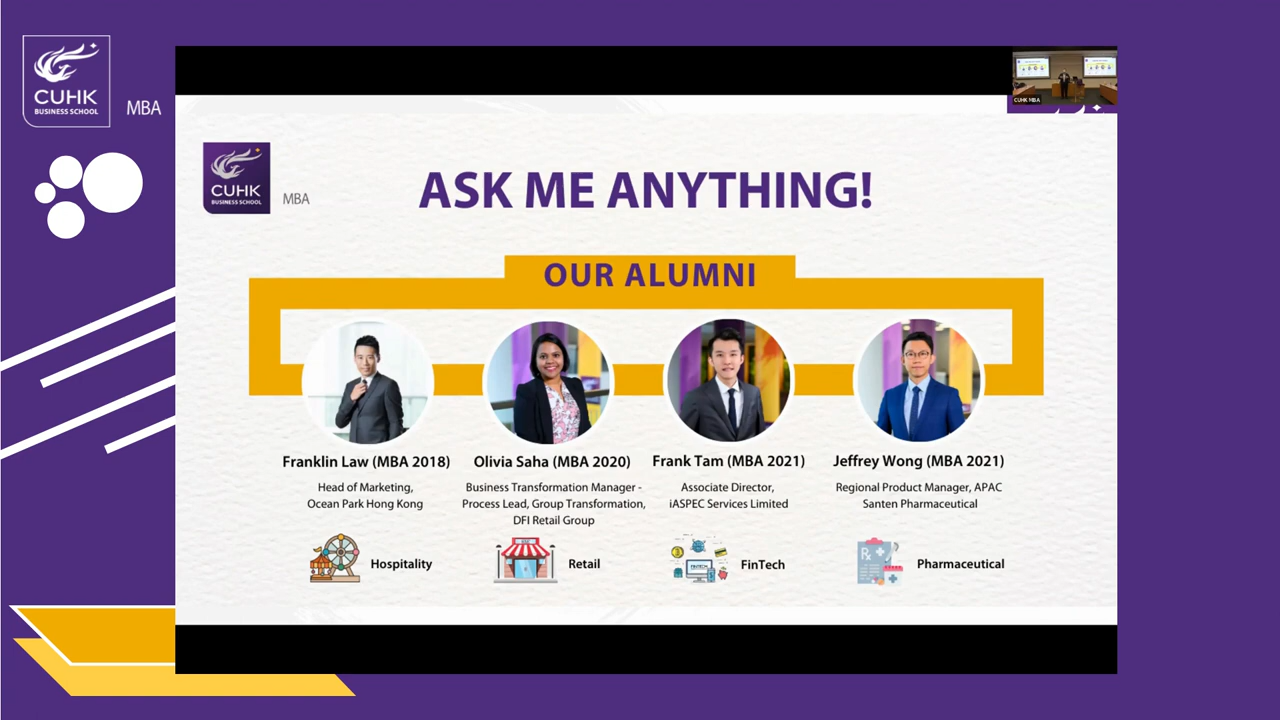 CUHK
BUSINESS SCHOOL
MBA
CUHK MBA
CUHK
BUSINESS SCHOOL
MBA
ASK ME ANYTHING!
OUR ALUMNI
Franklin Law (MBA 2018)
Head of Marketing,
Ocean Park Hong Kong
Hospitality
Olivia Saha (MBA 2020)
Business Transformation Manager -
Process Lead, Group Transformation,
DFI Retail Group
Retail
Frank Tam (MBA 2021)
Associate Director,
iASPEC Services Limited
FinTech
Jeffrey Wong (MBA 2021)
Regional Product Manager, APAC
Santen Pharmaceutical
Pharmaceutical